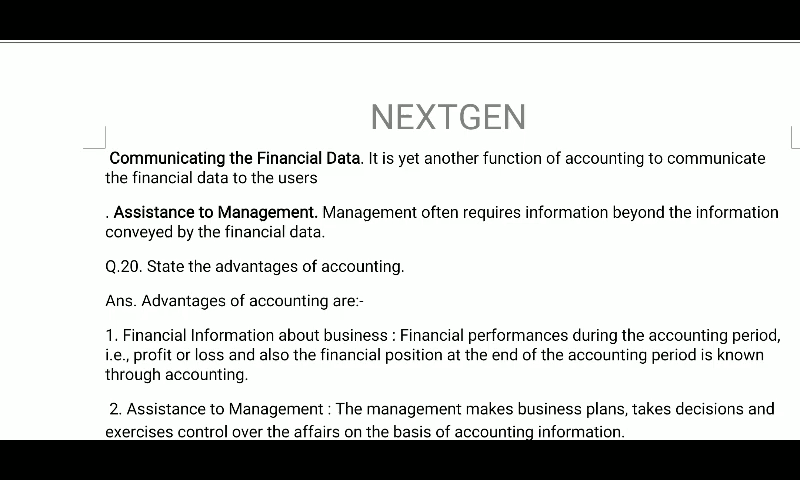 NEXTGEN
Communicating the Financial Data. It is yet another function of accounting to communicate
the financial data to the users
. Assistance to Management. Management often requires information beyond the information
conveyed by the financial data.
Q.20. State the advantages of accounting.
Ans. Advantages of accounting are:-
1. Financial Information about business : Financial performances during the accounting period,
i.e., profit or loss and also the financial position at the end of the accounting period is known
through accounting.
2. Assistance to Management : The management makes business plans, takes decisions and
exercises control over the affairs on the basis of accounting information.